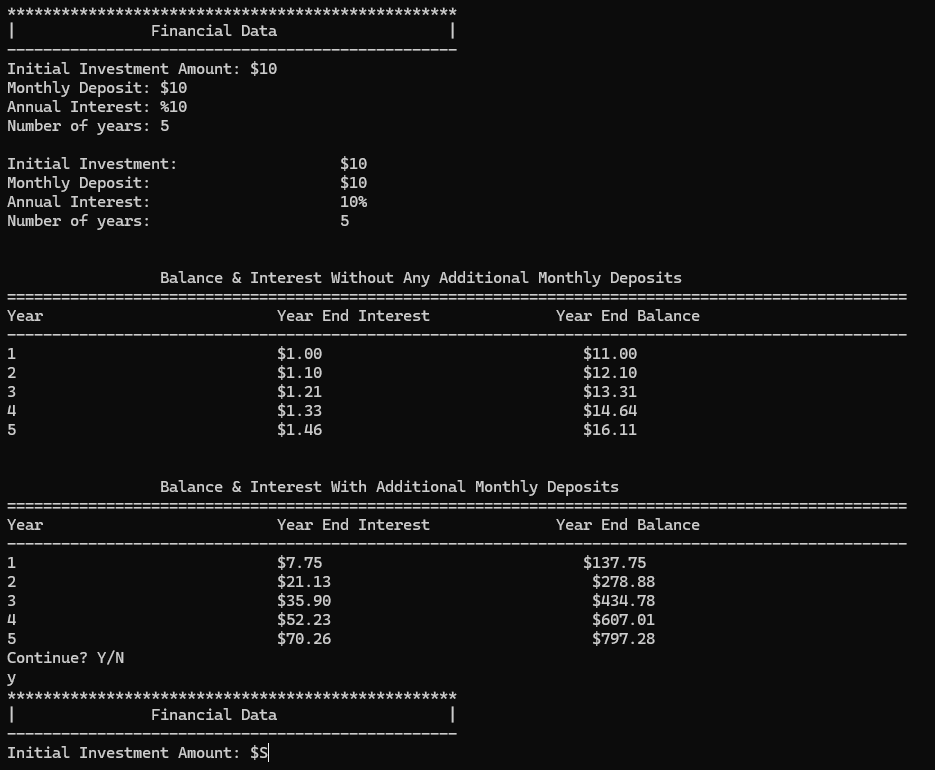 **************************************************
|               Financial Data                   |
--------------------------------------------------
Initial Investment Amount: $10
Monthly Deposit: $10
Annual Interest: %10
Number of years: 5
Initial Investment:                  $10
Monthly Deposit:                     $10
Annual Interest:                     10%
Number of years:                     5
Balance & Interest Without Any Additional Monthly Deposits
====================================================================================================
Year                          Year End Interest              Year End Balance
----------------------------------------------------------------------------------------------------
1                             $1.00                             $11.00
2                             $1.10                             $12.10
3                             $1.21                             $13.31
4                             $1.33                             $14.64
5                             $1.46                             $16.11
Balance & Interest With Additional Monthly Deposits
====================================================================================================
Year                          Year End Interest              Year End Balance
----------------------------------------------------------------------------------------------------
1                             $7.75                             $137.75
2                             $21.13                             $278.88
3                             $35.90                             $434.78
4                             $52.23                             $607.01
5                             $70.26                             $797.28
Continue? Y/N
y
**************************************************
|               Financial Data                   |
--------------------------------------------------
Initial Investment Amount: $S